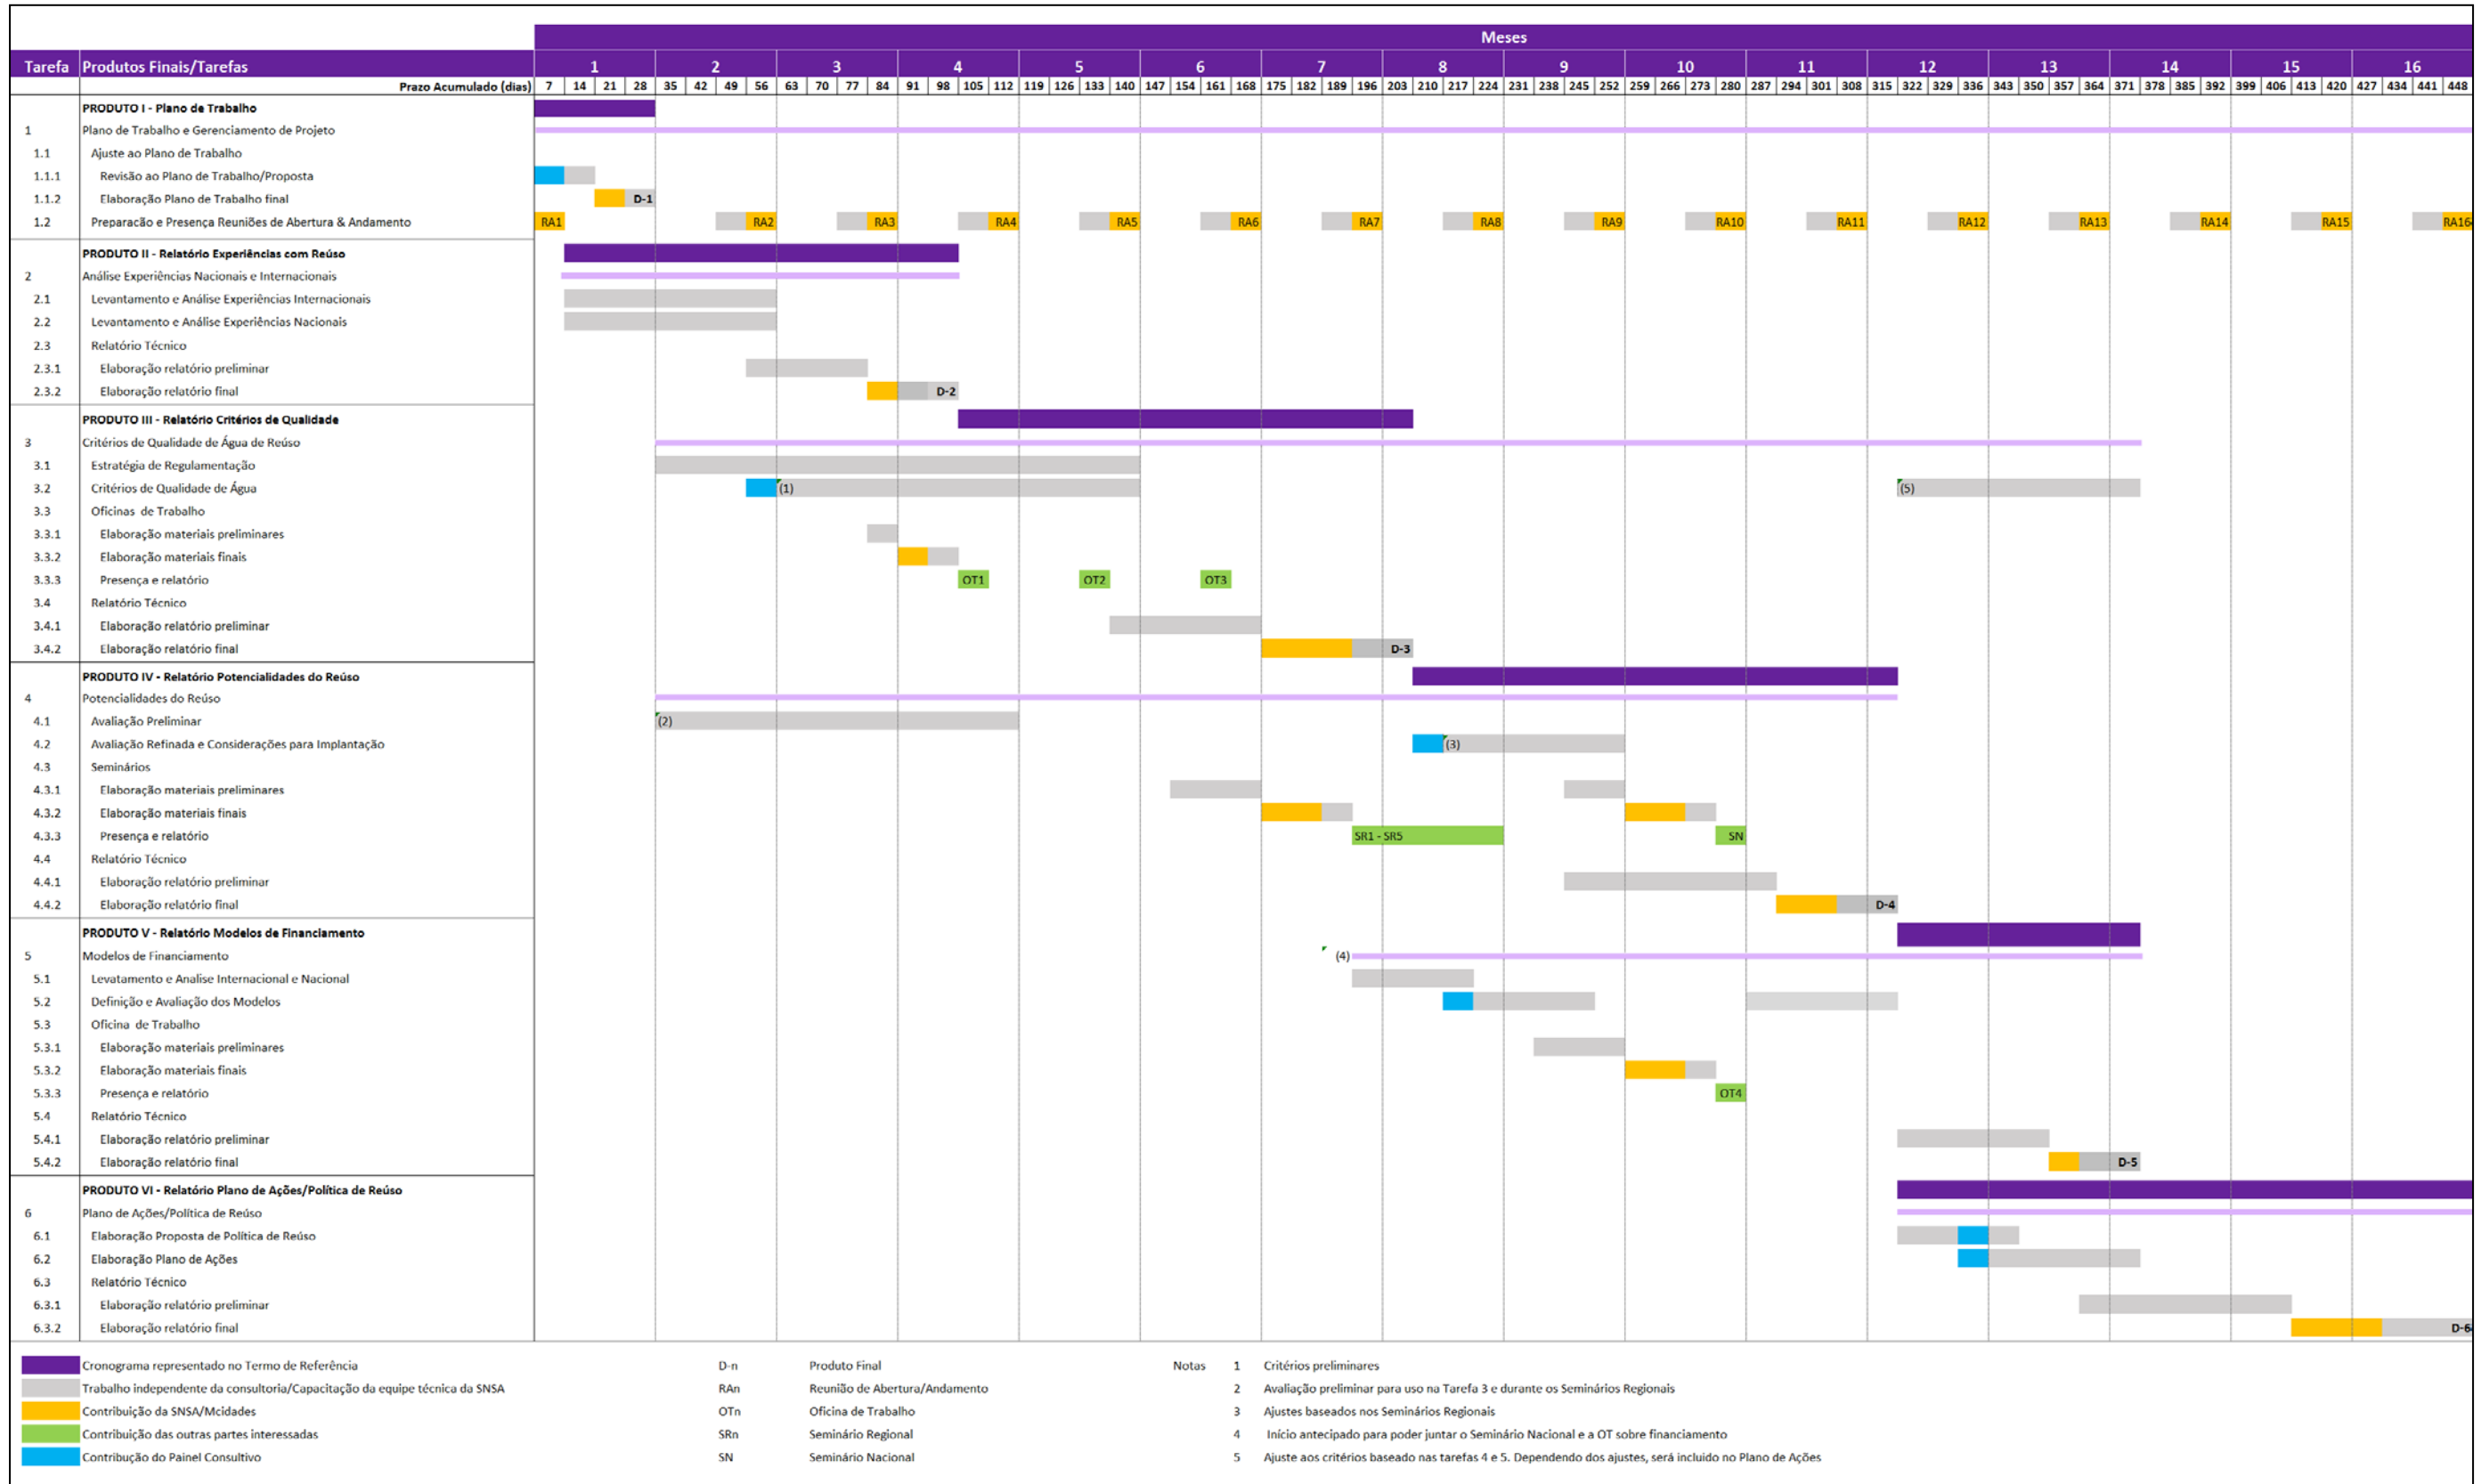 Meses
Tarefa Produtos Finais/Tarefas 1 2 3 4 5 6 7 8 9 10 11 12 13 14 15 16
Prazo Acumulado (dias) 7 14 21 28 35 42 49 56 63 70 77 84 91 98 105 112 119 126 133 140 147 154 161 168 175 182 189 196 203 210 217 224 231 238 245 252 259 266 273 280 287 294 301 308 315 322 329 336 343 350 357 364 371 378 385 392 399 406 413 420 427 434 441 448
PRODUTO I - Plano de Trabalho
1 Plano de Trabalho e Gerenciamento de Projeto
1.1 Ajuste ao Plano de Trabalho
1.1.1 Revisão ao Plano de Trabalho/Proposta
1.1.2 Elaboração Plano de Trabalho final D-1
1.2 Preparacão e Presença Reuniões de Abertura & Andamento RA1 RA2 RA3 RA4 RA5 RA6 RA7 RA8 RA9 RA10 RA11 RA12 RA13 RA14 RA15 RA16
PRODUTO II - Relatório Experiências com Reúso
2 Análise Experiências Nacionais e Internacionais
2.1 Levantamento e Análise Experiências Internacionais
2.2 Levantamento e Análise Experiências Nacionais
2.3 Relatório Técnico
2.3.1 Elaboração relatório preliminar
2.3.2 Elaboração relatório final D-2
PRODUTO III - Relatório Critérios de Qualidade
3 Critérios de Qualidade de Água de Reúso
3.1 Estratégia de Regulamentação
3.2 Critérios de Qualidade de Água (1) (5)
3.3 Oficinas de Trabalho
3.3.1 Elaboração materiais preliminares
3.3.2 Elaboração materiais finais
3.3.3 Presença e relatório OT1 OT2 OT3
3.4 Relatório Técnico
3.4.1 Elaboração relatório preliminar
3.4.2 Elaboração relatório final D-3
PRODUTO IV - Relatório Potencialidades do Reúso
4 Potencialidades do Reúso
4.1 Avaliação Preliminar (2)
4.2 Avaliação Refinada e Considerações para Implantação (3)
4.3 Seminários
4.3.1 Elaboração materiais preliminares
4.3.2 Elaboração materiais finais
4.3.3 Presença e relatório SR1 - SR5 SN
4.4 Relatório Técnico
4.4.1 Elaboração relatório preliminar
4.4.2 Elaboração relatório final D-4
PRODUTO V - Relatório Modelos de Financiamento
5 Modelos de Financiamento (4)
5.1 Levatamento e Analise Internacional e Nacional
5.2 Definição e Avaliação dos Modelos
5.3 Oficina de Trabalho
5.3.1 Elaboração materiais preliminares
5.3.2 Elaboração materiais finais
5.3.3 Presença e relatório OT4
5.4 Relatório Técnico
5.4.1 Elaboração relatório preliminar
5.4.2 Elaboração relatório final D-5
PRODUTO VI - Relatório Plano de Ações/Política de Reúso
6 Plano de Ações/Política de Reúso
6.1 Elaboração Proposta de Política de Reúso
6.2 Elaboração Plano de Ações
6.3 Relatório Técnico
6.3.1 Elaboração relatório preliminar
6.3.2 Elaboração relatório final D-6
Cronograma representado no Termo de Referência D-n Produto Final Notas 1 Critérios preliminares
Trabalho independente da consultoria/Capacitação da equipe técnica da SNSA RAn Reunião de Abertura/Andamento 2 Avaliação preliminar para uso na Tarefa 3 e durante os Seminários Regionais
Contribuição da SNSA/Mcidades OTn Oficina de Trabalho 3 Ajustes baseados nos Seminários Regionais
Contribuição das outras partes interessadas SRn Seminário Regional 4 Início antecipado para poder juntar o Seminário Nacional e a OT sobre financiamento
Contribução do Painel Consultivo SN Seminário Nacional 5 Ajuste aos critérios baseado nas tarefas 4 e 5. Dependendo dos ajustes, será incluido no Plano de Ações